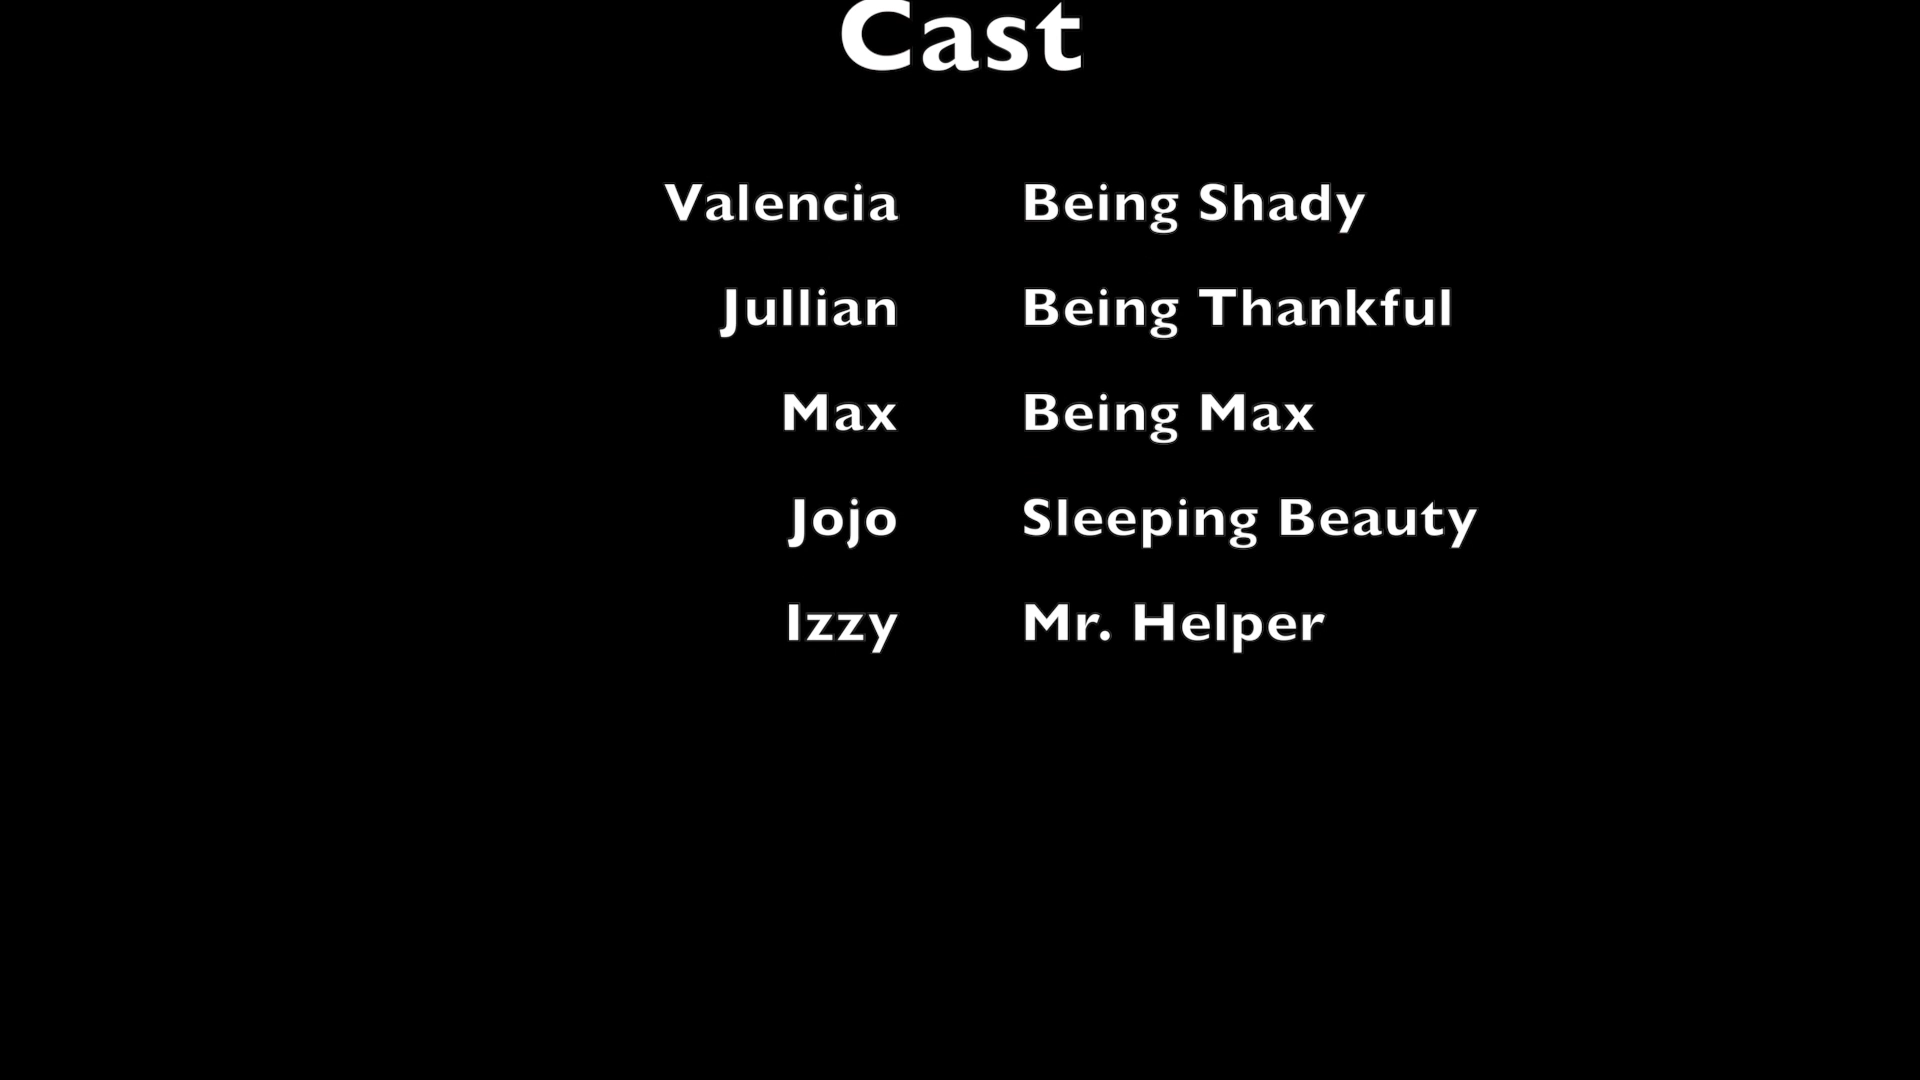 Cast
Valencia Being Shady
Jullian Being Thankful
Max Being Max
Jojo Sleeping Beauty
Izzy Mr. Helper